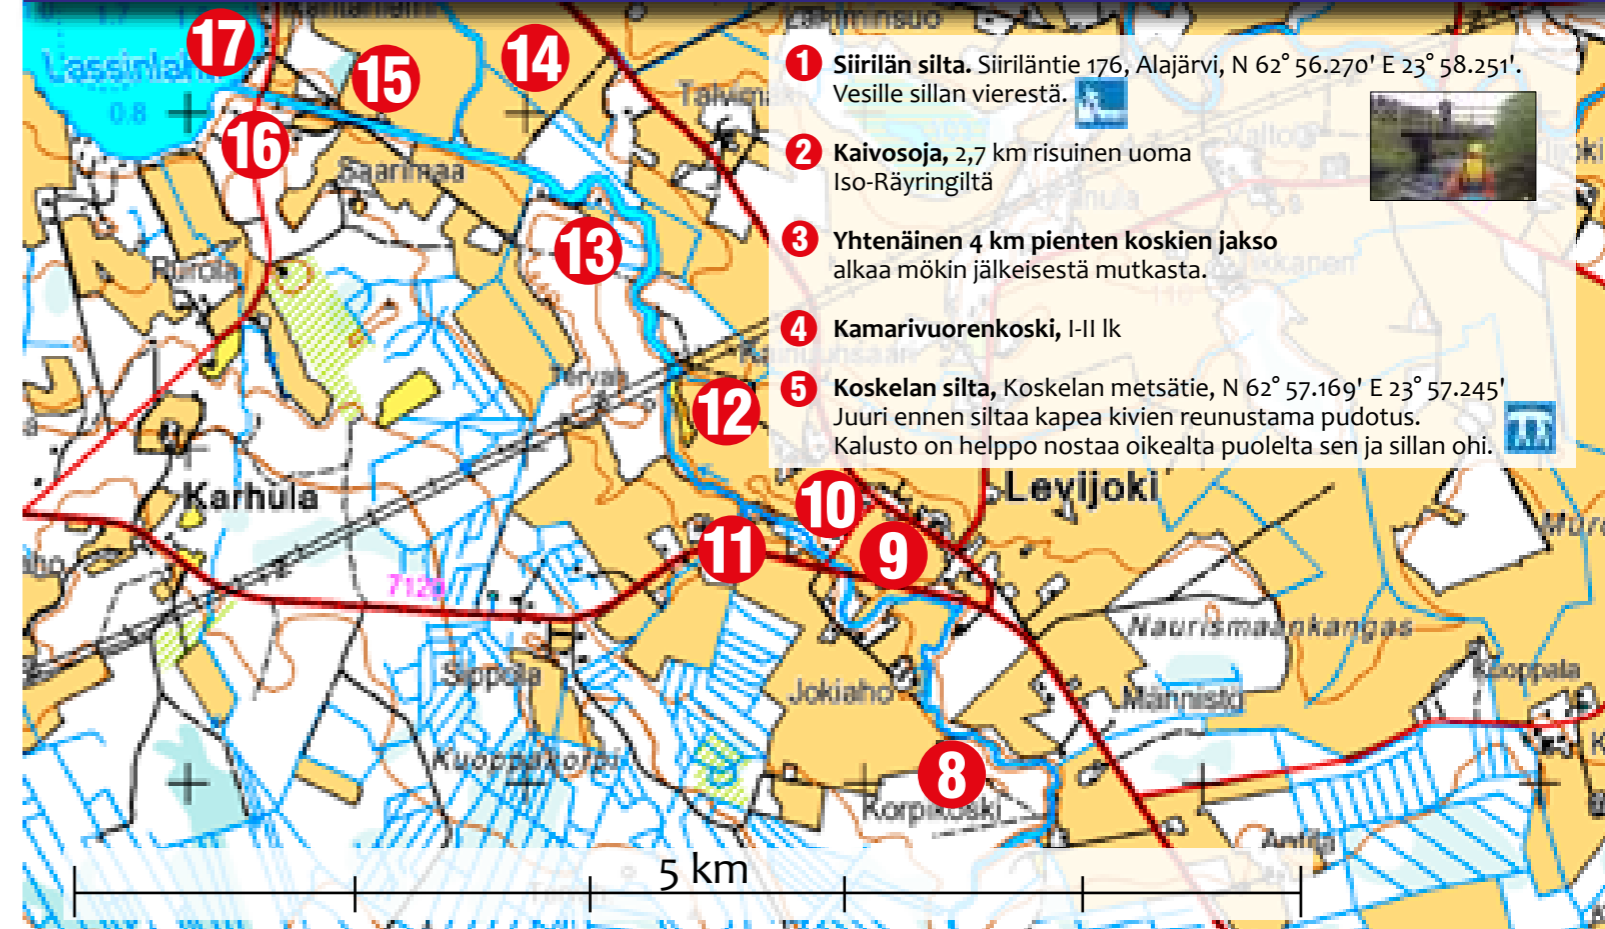 1 Siirilän silta. Siiriläntie 176, Alajärvi, N 62° 56.270' E 23° 58.251'.
Vesille sillan vierestä.
2 Kaivosoja, 2,7 km risuinen uoma
Iso-Räyringiltä
3 Yhtenäinen 4 km pienten koskien jakso
alkaa mökin jälkeisestä mutkasta.
4 Kamarivuorenkoski, I-II lk
5 Koskelan silta, Koskelan metsätie, N 62° 57.169' E 23° 57.245'
Juuri ennen siltaa kapea kivien reunustama pudotus.
Kalusto on helppo nostaa oikealta puolelta sen ja sillan ohi.
17
15
14
0.8
16
Saarimaa
13
12
Karhula
10
Levijoki
11
9
Naurismaankangas
Sippola
Jokiaho
Männistö
Kuoppakorpi
8
Korpikoski
Anttila
5 km